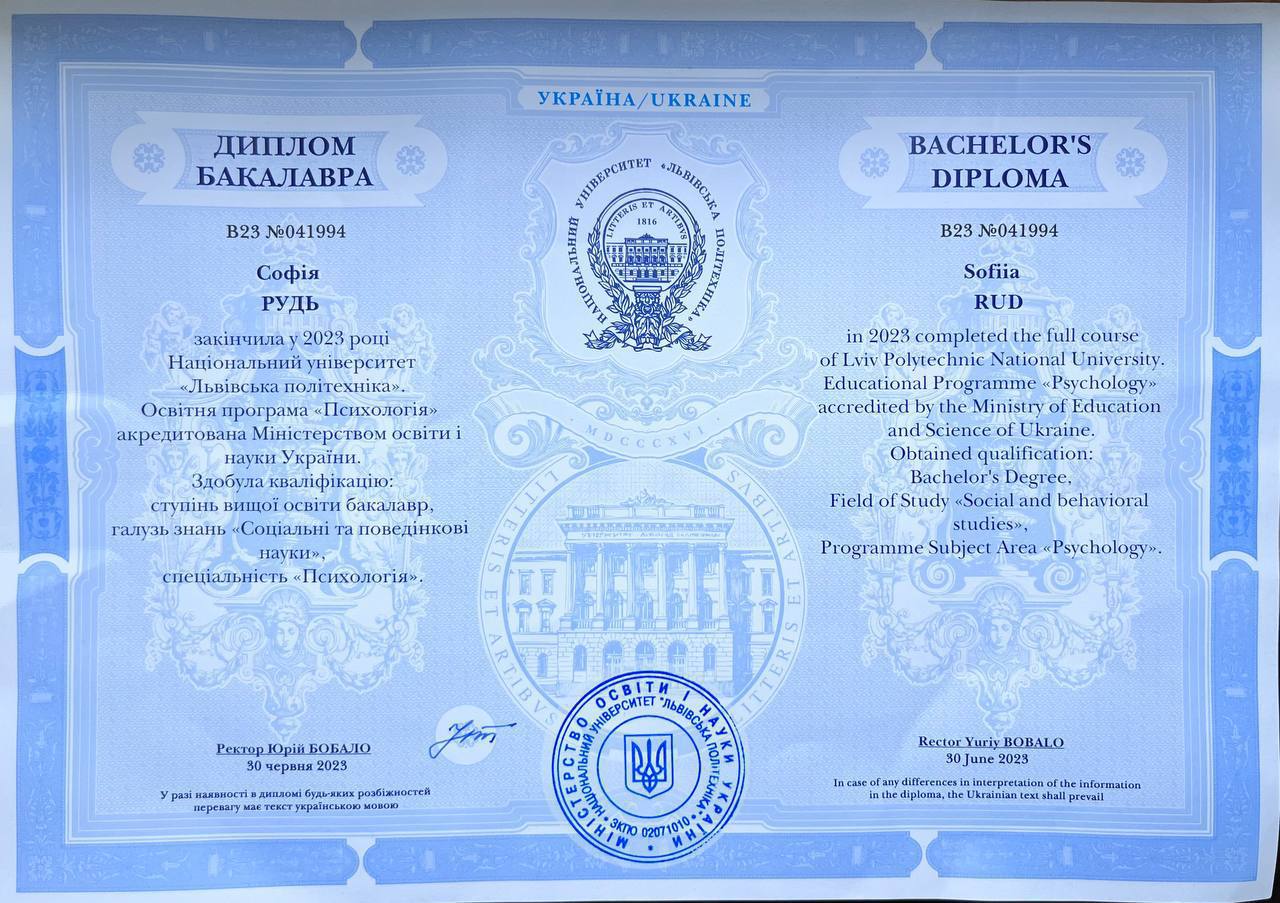 УКРАЇНА/UKRAINE
ДИПЛОМ
БАКАЛАВРА
В23 №041994
Софія
РУДЬ
закінчила у 2023 році
Національний університет
«Львівська політехніка».
Освітня програма «Психологія»
акредитована Міністерством освіти і
науки України.
Здобула кваліфікацію:
ступінь вищої освіти бакалавр,
галузь знань «Соціальні та поведінкові
науки»,
спеціальність «Психологія».
Ректор Юрій БОБАЛО
30 червня 2023
У разі наявності в дипломі будь-яких розбіжностей
перевагу має текст українською мовою
НАЦІОНАЛЬНИЙ УНІВЕРСИТЕТ «ЛЬВІВСЬКА ПОЛІТЕХНІКА»
LITTERIS ET ARTIBVS
1816
· MDCCCXVI ·
LITTERIS ET ARTIBVS
LITTERIS ET ARTIBVS
МІНІСТЕРСТВО ОСВІТИ І НАУКИ УКРАЇНИ
НАЦІОНАЛЬНИЙ УНІВЕРСИТЕТ "ЛЬВІВСЬКА ПОЛІТЕХНІКА"
ЗКПО 02071010
BACHELOR'S
DIPLOMA
B23 №041994
Sofiia
RUD
in 2023 completed the full course
of Lviv Polytechnic National University.
Educational Programme «Psychology»
accredited by the Ministry of Education
and Science of Ukraine.
Obtained qualification:
Bachelor's Degree,
Field of Study «Social and behavioral
studies»,
Programme Subject Area «Psychology».
Rector Yuriy BOBALO
30 June 2023
In case of any differences in interpretation of the information
in the diploma, the Ukrainian text shall prevail